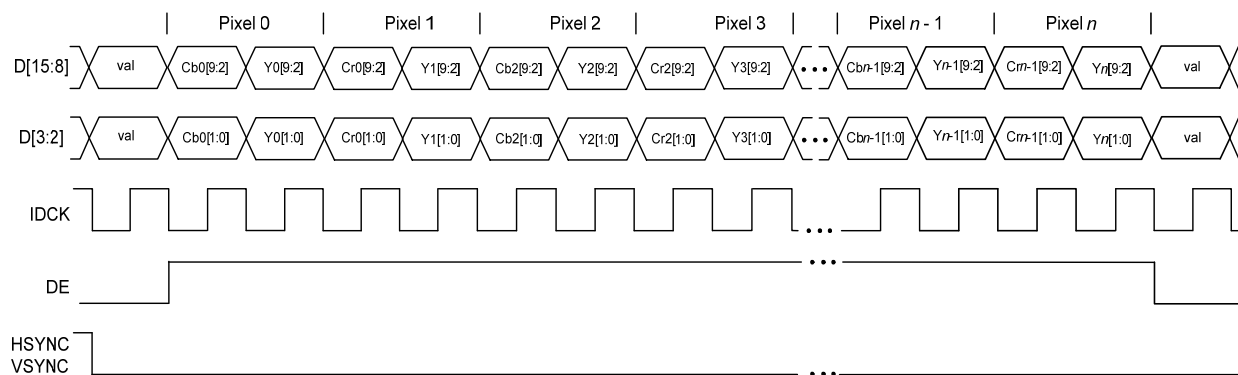 Pixel 0 Pixel 1 Pixel 2 Pixel 3 Pixel n - 1 Pixel n
D[15:8] val Cb0[9:2] Y0[9:2] Cr0[9:2] Y1[9:2] Cb2[9:2] Y2[9:2] Cr2[9:2] Y3[9:2] ... Cbn-1[9:2] Yn-1[9:2] Crn-1[9:2] Yn[9:2] val
D[3:2] val Cb0[1:0] Y0[1:0] Cr0[1:0] Y1[1:0] Cb2[1:0] Y2[1:0] Cr2[1:0] Y3[1:0] ... Cbn-1[1:0] Yn-1[1:0] Crn-1[1:0] Yn[1:0] val
IDCK ...
DE ...
HSYNC
VSYNC ...